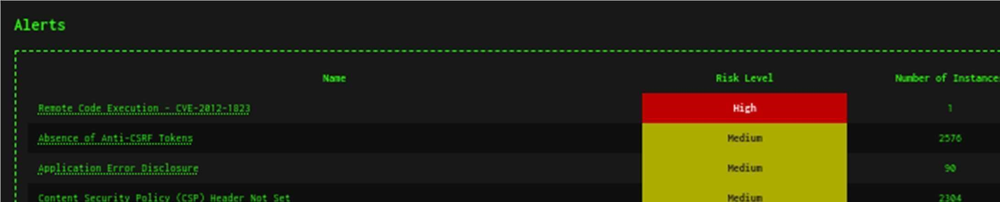 Alerts
Name Risk Level Number of Instance
Remote Code Execution - CVE-2012-1823 High 1
Absence of Anti-CSRF Tokens Medium 2576
Application Error Disclosure Medium 90
Content Security Policy (CSP) Header Not Set Medium 2304